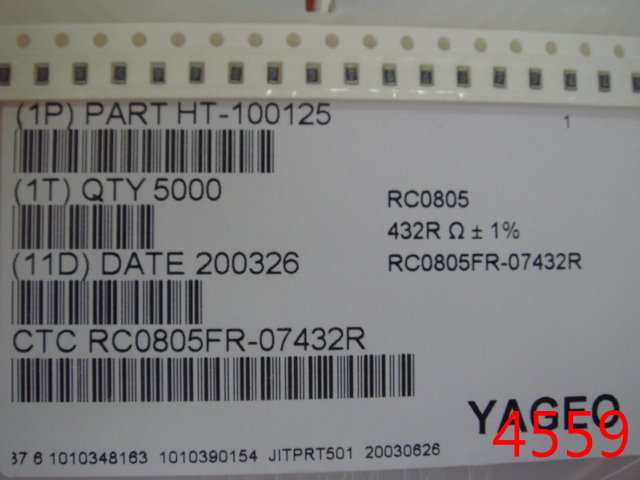 (1P) PART HT-100125
1
(1T) QTY 5000
RC0805
432R Ω ± 1%
(11D) DATE 200326
RC0805FR-07432R
CTC RC0805FR-07432R
YAGEO
4559
37 6 1010348163 1010390154 JITPRT501 20030626